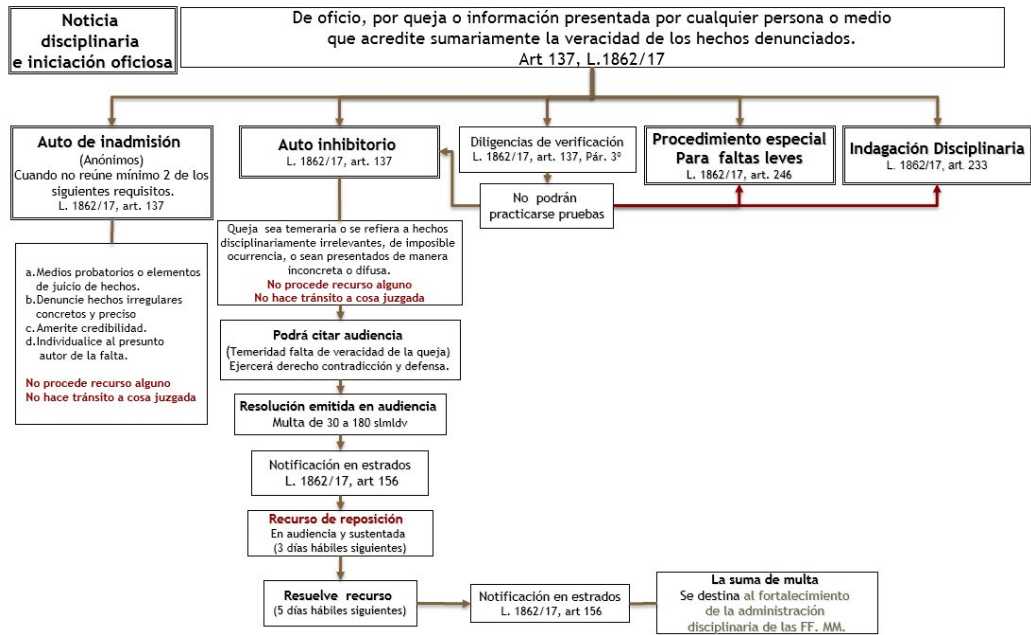 Noticia
disciplinaria
e iniciación oficiosa
De oficio, por queja o información presentada por cualquier persona o medio
que acredite sumariamente la veracidad de los hechos denunciados.
Art 137, L.1862/17
Auto de inadmisión
(Anónimos)
Cuando no reúne mínimo 2 de los
siguientes requisitos.
L. 1862/17, art. 137
Auto inhibitorio
L. 1862/17, art. 137
Diligencias de verificación
L. 1862/17, art. 137, Pár. 3º
No podrán
practicarse pruebas
Procedimiento especial
Para faltas leves
L. 1862/17, art. 246
Indagación Disciplinaria
L. 1862/17, art. 233
a.Medios probatorios o elementos
de juicio de hechos.
b.Denuncie hechos irregulares
concretos y preciso
c.Amerite credibilidad.
d.Individualice al presunto
autor de la falta.
No procede recurso alguno
No hace tránsito a cosa juzgada
Queja sea temeraria o se refiera a hechos
disciplinariamente irrelevantes, de imposible
ocurrencia, o sean presentados de manera
inconcreta o difusa.
No procede recurso alguno
No hace tránsito a cosa juzgada
Podrá citar audiencia
(Temeridad falta de veracidad de la queja)
Ejercerá derecho contradicción y defensa.
Resolución emitida en audiencia
Multa de 30 a 180 slmldv
Notificación en estrados
L. 1862/17, art 156
Recurso de reposición
En audiencia y sustentada
(3 días hábiles siguientes)
Resuelve recurso
(5 días hábiles siguientes)
Notificación en estrados
L. 1862/17, art 156
La suma de multa
Se destina al fortalecimiento
de la administración
disciplinaria de las FF. MM.